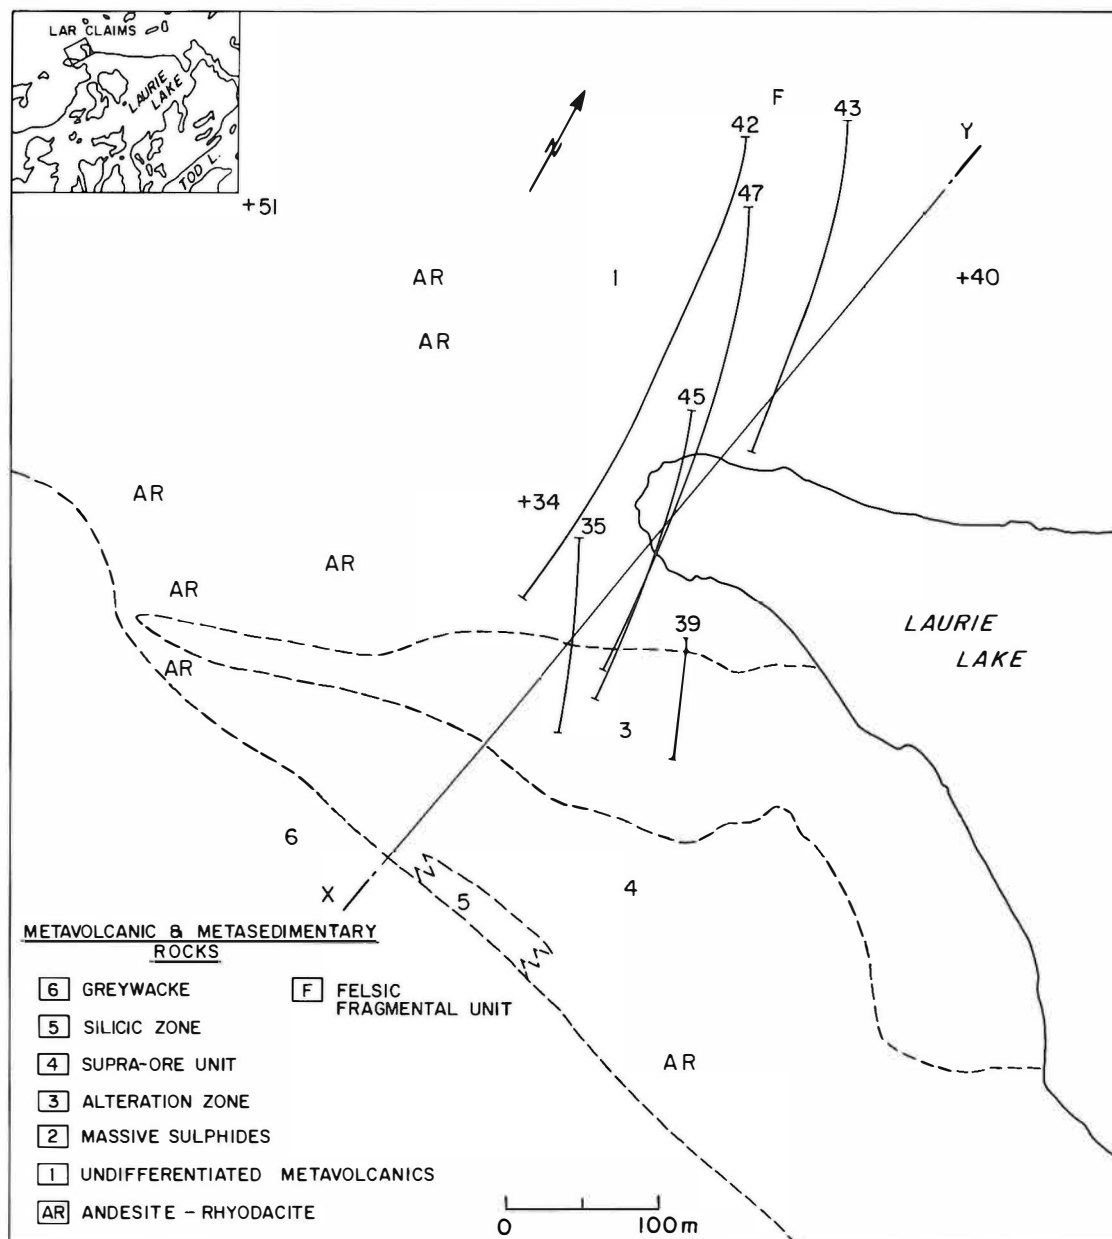 LAR CLAIMS
LAURIE
LAKE
TOD L.
N
F
42
43
Y
47
+51
AR
1
+40
AR
45
AR
+34
35
AR
AR
39
LAURIE
LAKE
AR
3
6
4
X
5
METAVOLCANIC & METASEDIMENTARY
ROCKS
6 GREYWACKE
F FELSIC
FRAGMENTAL UNIT
5 SILICIC ZONE
4 SUPRA-ORE UNIT
AR
3 ALTERATION ZONE
2 MASSIVE SULPHIDES
1 UNDIFFERENTIATED METAVOLCANICS
AR ANDESITE - RHYODACITE
0 100m